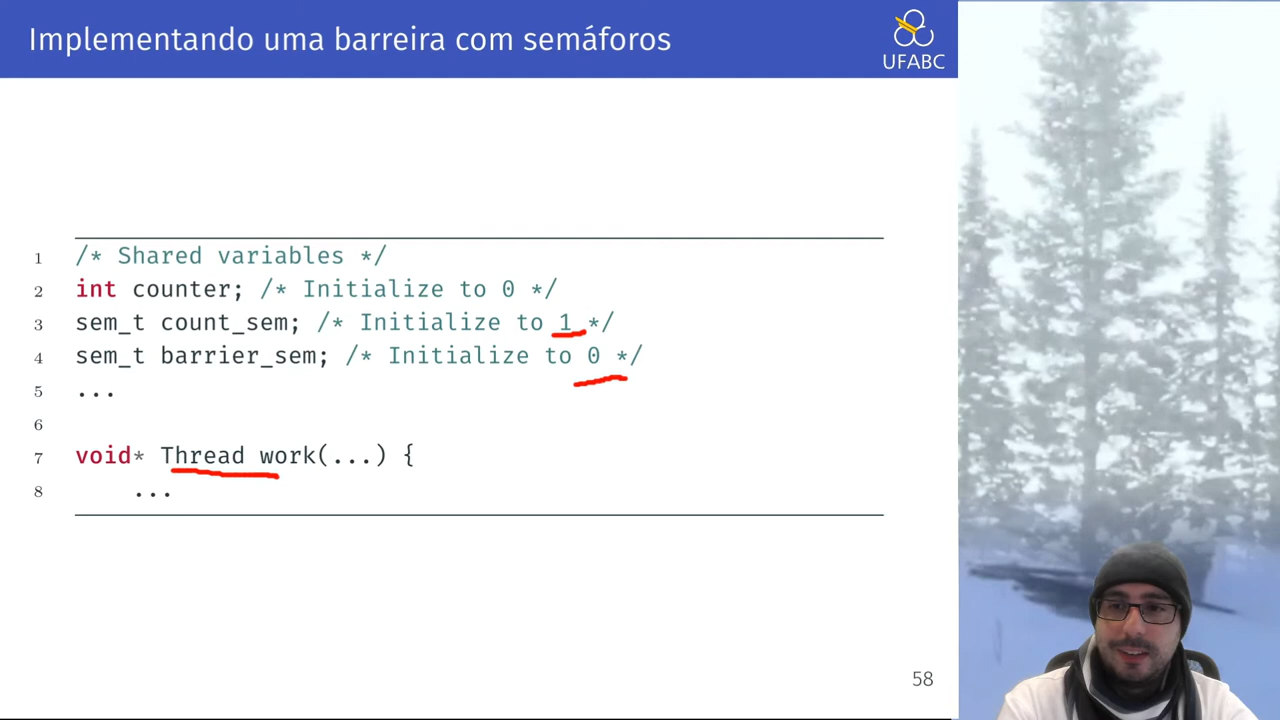 Implementando uma barreira com semáforos
UFABC
1 /* Shared variables */
2 int counter; /* Initialize to 0 */
3 sem_t count_sem; /* Initialize to 1 */
4 sem_t barrier_sem; /* Initialize to 0 */
5 ...
6
7 void* Thread work(...) {
8 ...
58